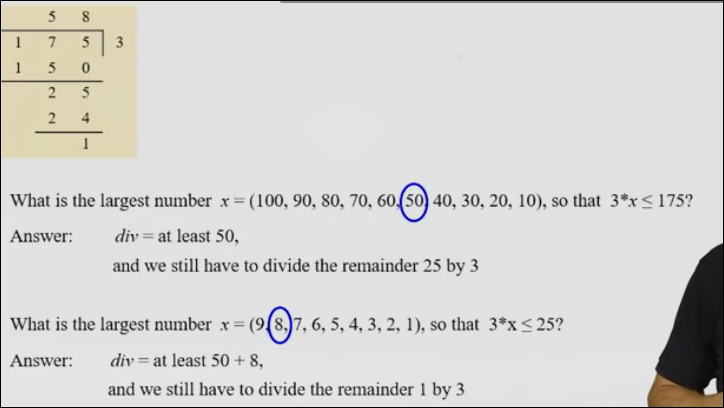 5 8
1 7 5 3
1 5 0
2 5
2 4
1
What is the largest number x = (100, 90, 80, 70, 60, 50, 40, 30, 20, 10), so that 3*x ≤ 175?
Answer: div = at least 50,
and we still have to divide the remainder 25 by 3
What is the largest number x = (9, 8, 7, 6, 5, 4, 3, 2, 1), so that 3*x ≤ 25?
Answer: div = at least 50 + 8,
and we still have to divide the remainder 1 by 3